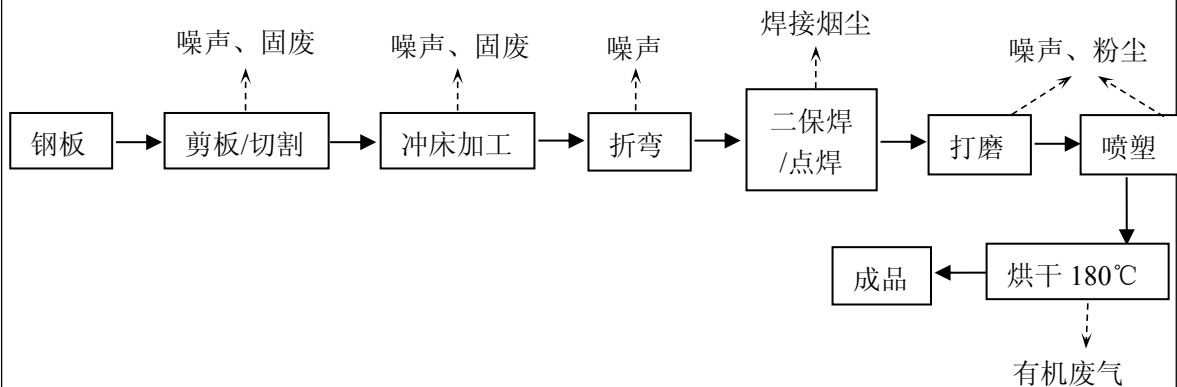 焊接烟尘
噪声、固废
噪声、固废
噪声
噪声、粉尘
钢板
剪板/切割
冲床加工
折弯
二保焊
/点焊
打磨
喷塑
成品
烘干 180℃
有机废气